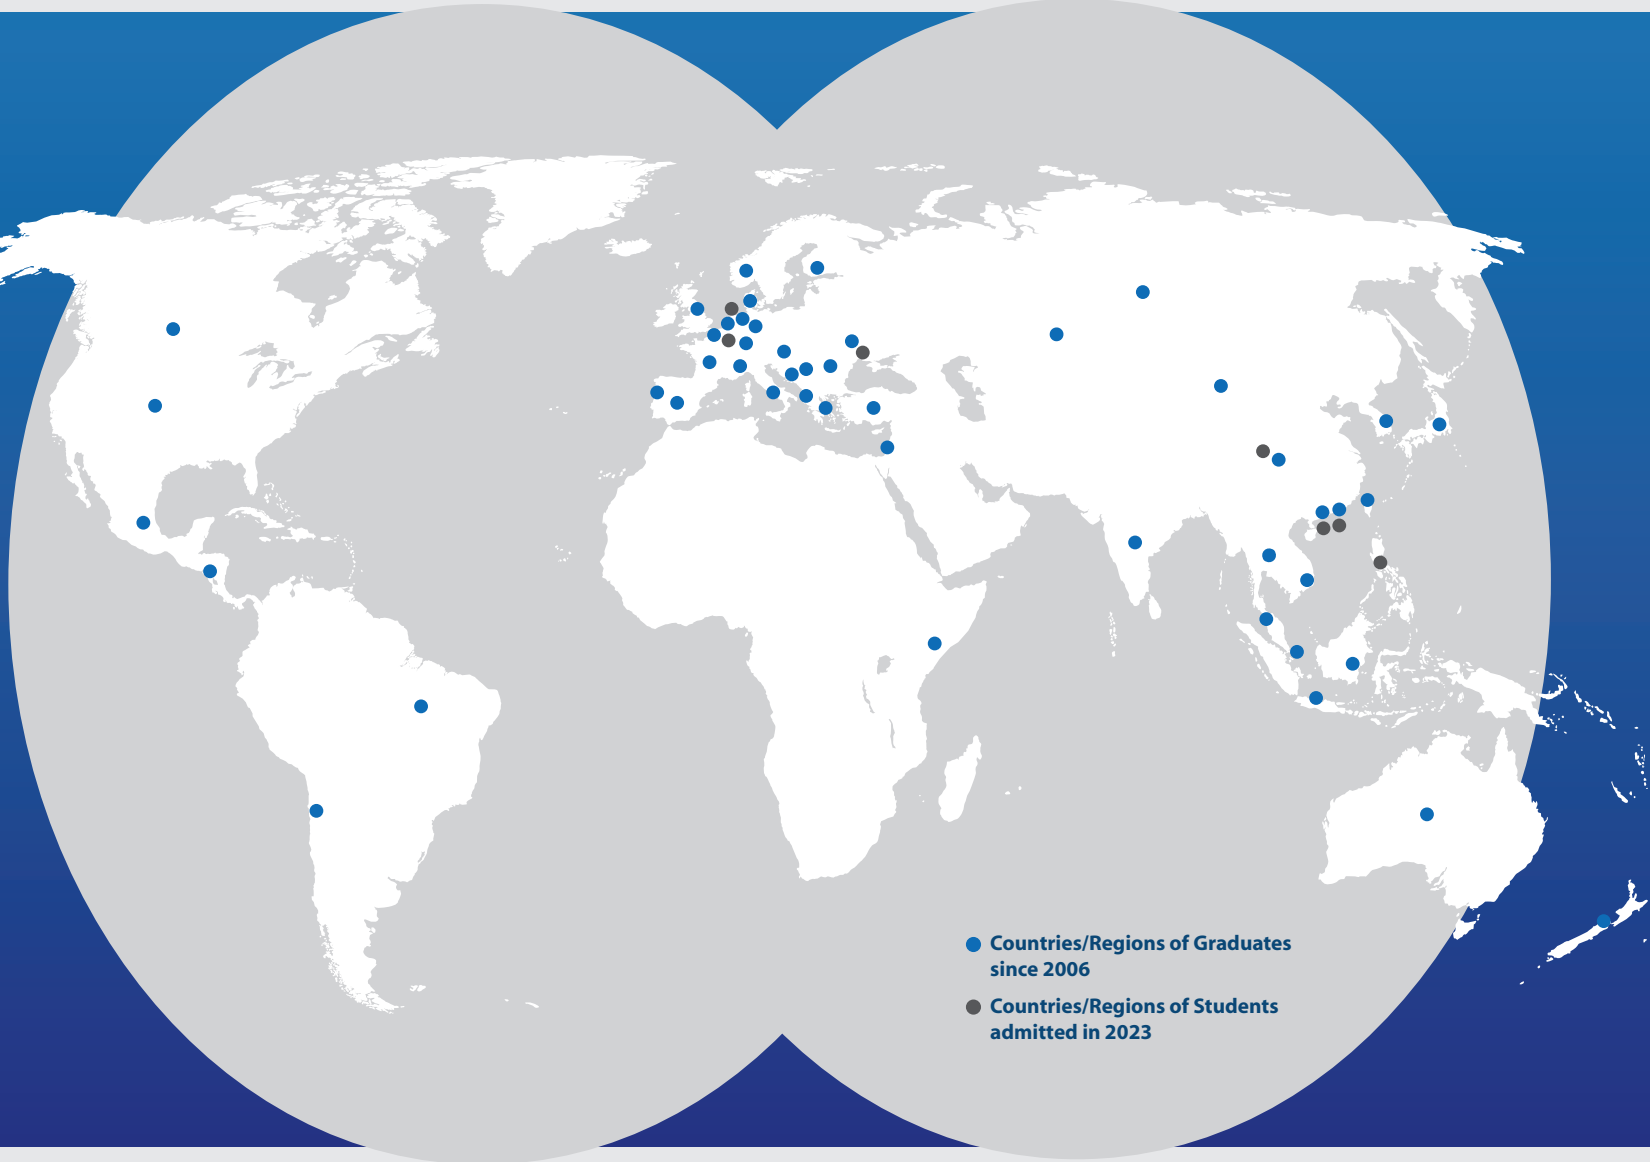 Countries/Regions of Graduates
since 2006
Countries/Regions of Students
admitted in 2023